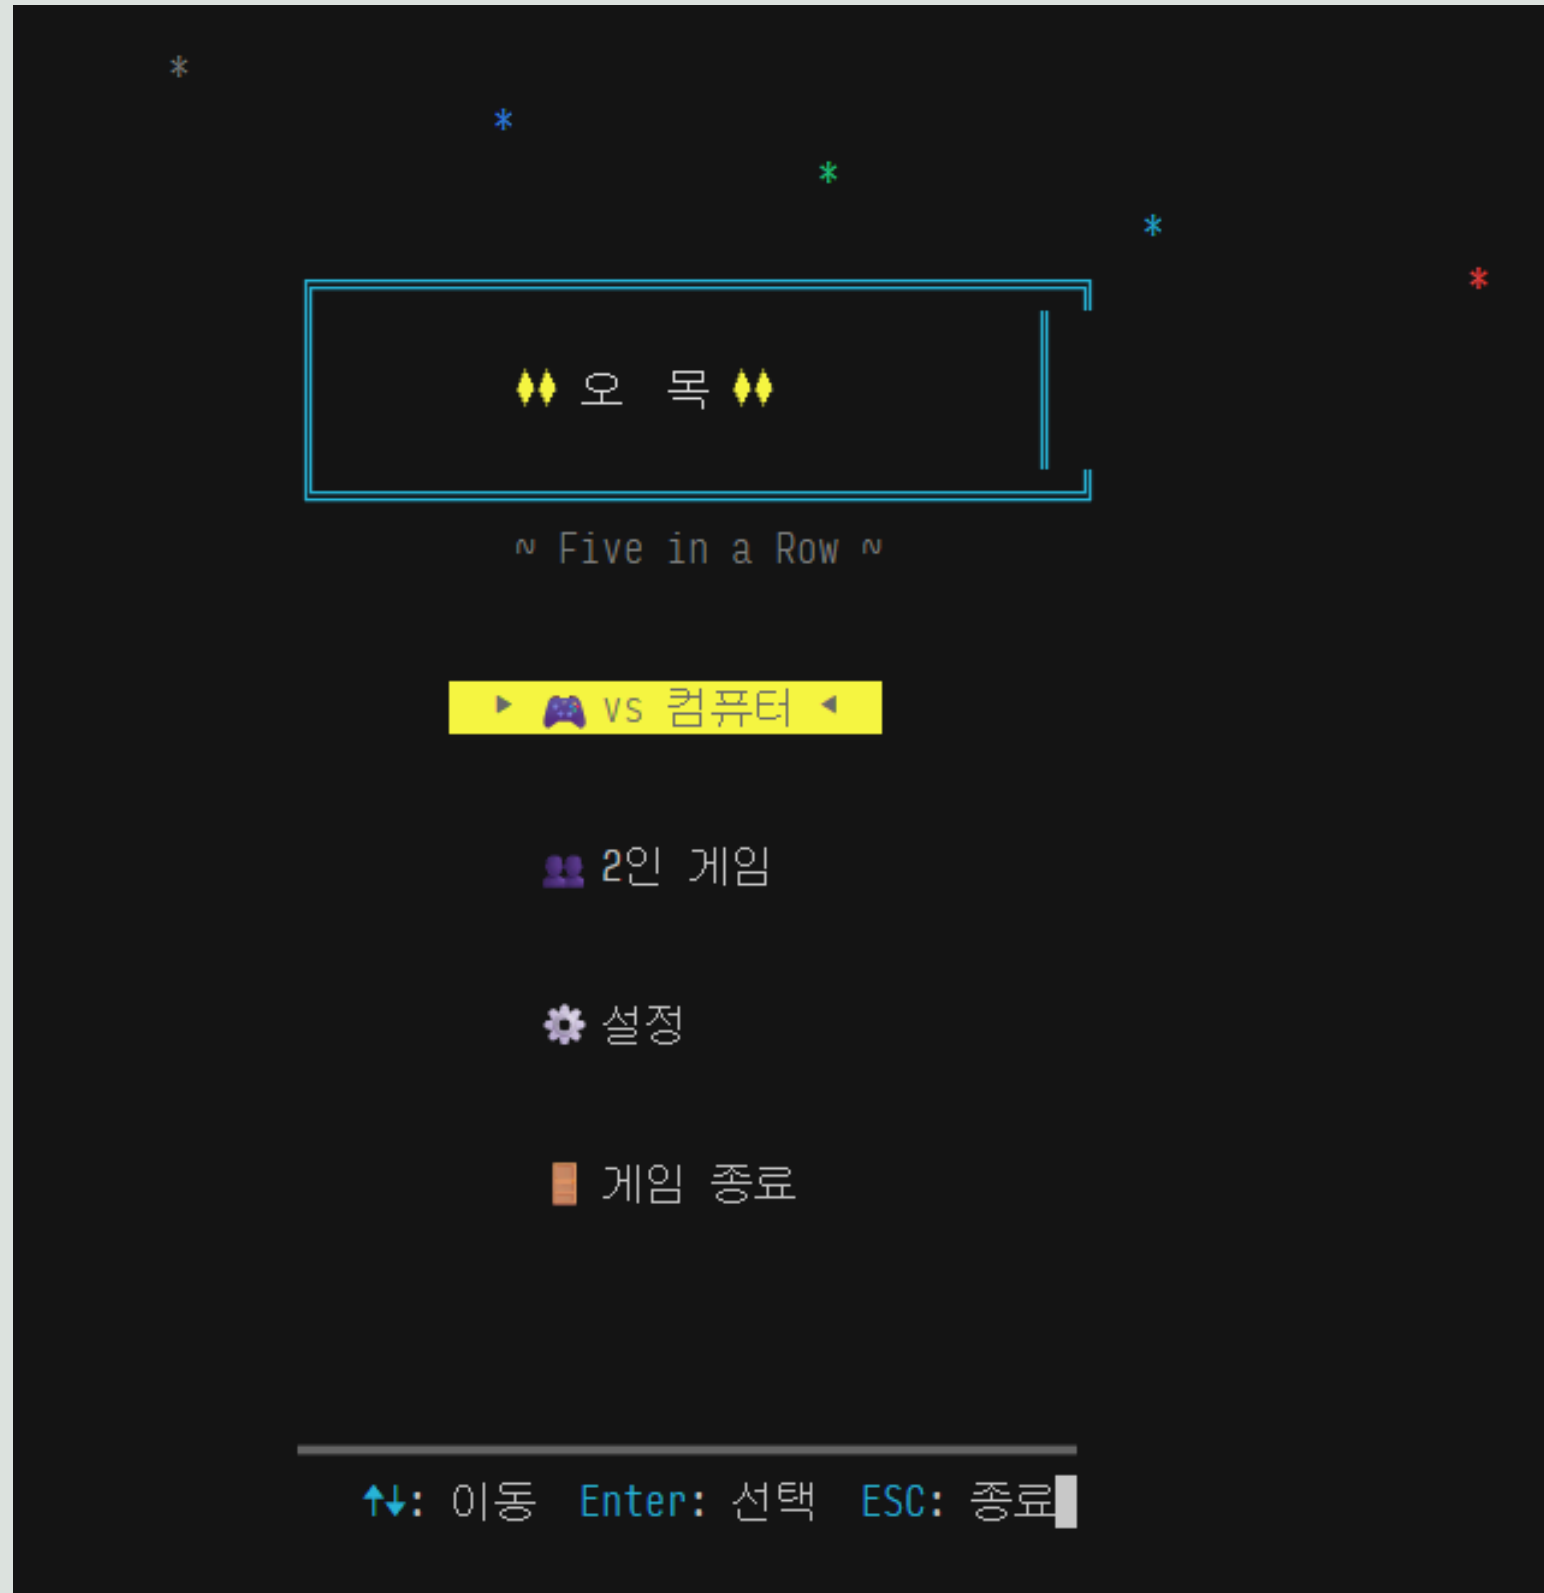 *
*
*
*
*
♦♦ 오 목 ♦♦
~ Five in a Row ~
► 🎮 vs 컴퓨터 ◄
👥 2인 게임
⚙️ 설정
🚪 게임 종료
↑↓: 이동 Enter: 선택 ESC: 종료